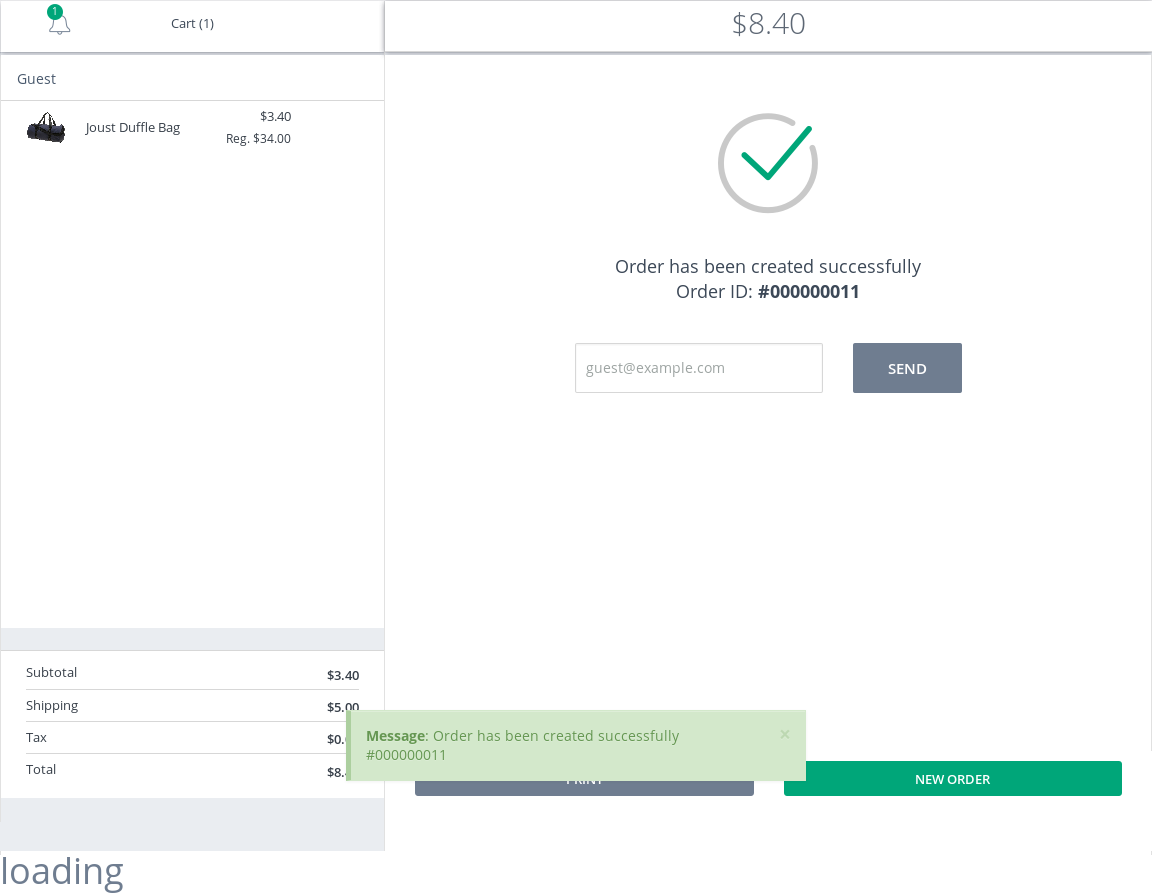 1
Cart (1)
$8.40
Guest
Joust Duffle Bag
$3.40
Reg. $34.00
Order has been created successfully
Order ID: #000000011
guest@example.com
SEND
Subtotal
$3.40
Shipping
$5.00
Tax
$0.
Total
$8.
Message: Order has been created successfully
#000000011
×
PRINT
NEW ORDER
loading